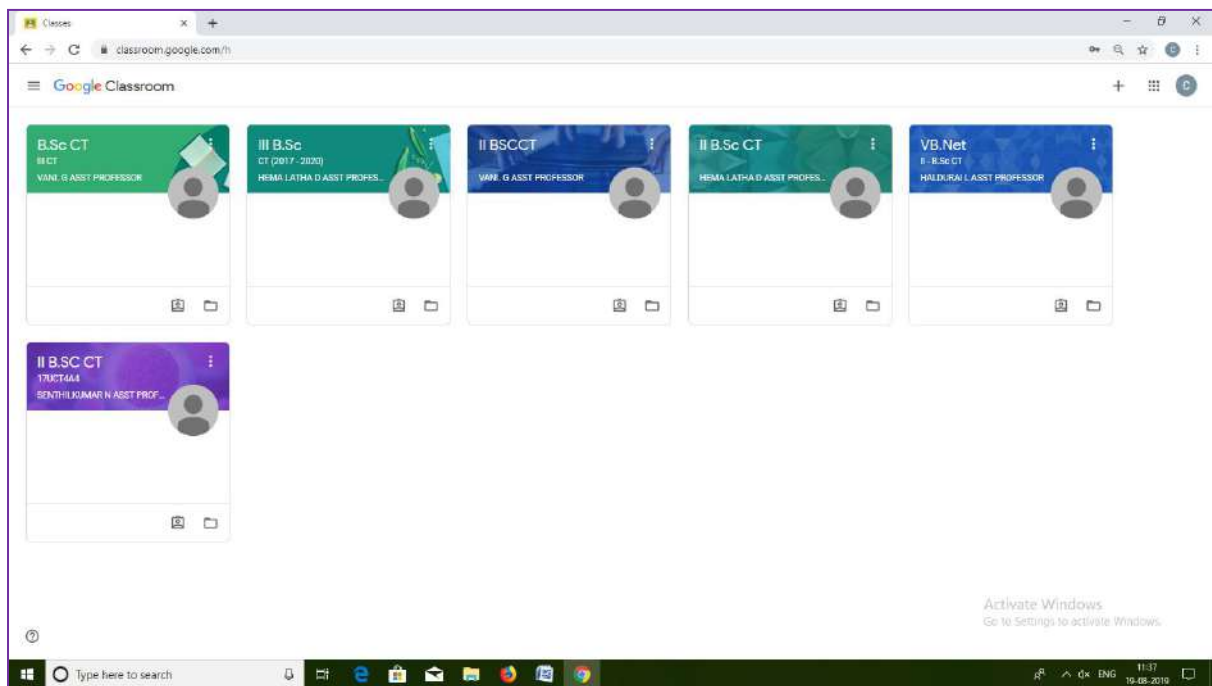 Classes
classroom.google.com/h
Google Classroom
C
B.Sc CT
III CT
VANI. G ASST PROFESSOR
III B.Sc
CT (2017 - 2020)
HEMA LATHA D ASST PROFES...
II BSCCT
VANI. G ASST PROFESSOR
II B.Sc CT
HEMA LATHA D ASST PROFES...
VB.Net
II - B.Sc CT
HALDURAI L ASST PROFESSOR
II B.SC CT
17UCT4A4
SENTHILKUMAR N ASST PROF...
Activate Windows
Go to Settings to activate Windows.
Type here to search
ENG
11:37
19-08-2019